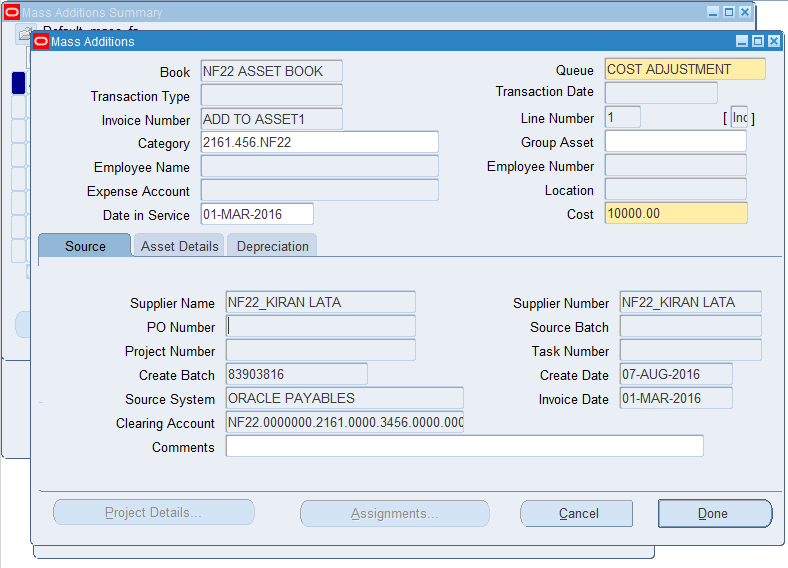 Mass Additions Summary
Mass Additions
Book NF22 ASSET BOOK Queue COST ADJUSTMENT
Transaction Type Transaction Date
Invoice Number ADD TO ASSET1 Line Number 1 [ Inc ]
Category 2161.456.NF22 Group Asset
Employee Name Employee Number
Expense Account Location
Date in Service 01-MAR-2016 Cost 10000.00
Source Asset Details Depreciation
Supplier Name NF22_KIRAN LATA Supplier Number NF22_KIRAN LATA
PO Number Source Batch
Project Number Task Number
Create Batch 83903816 Create Date 07-AUG-2016
Source System ORACLE PAYABLES Invoice Date 01-MAR-2016
Clearing Account NF22.0000000.2161.0000.3456.0000.000
Comments
Project Details... Assignments... Cancel Done